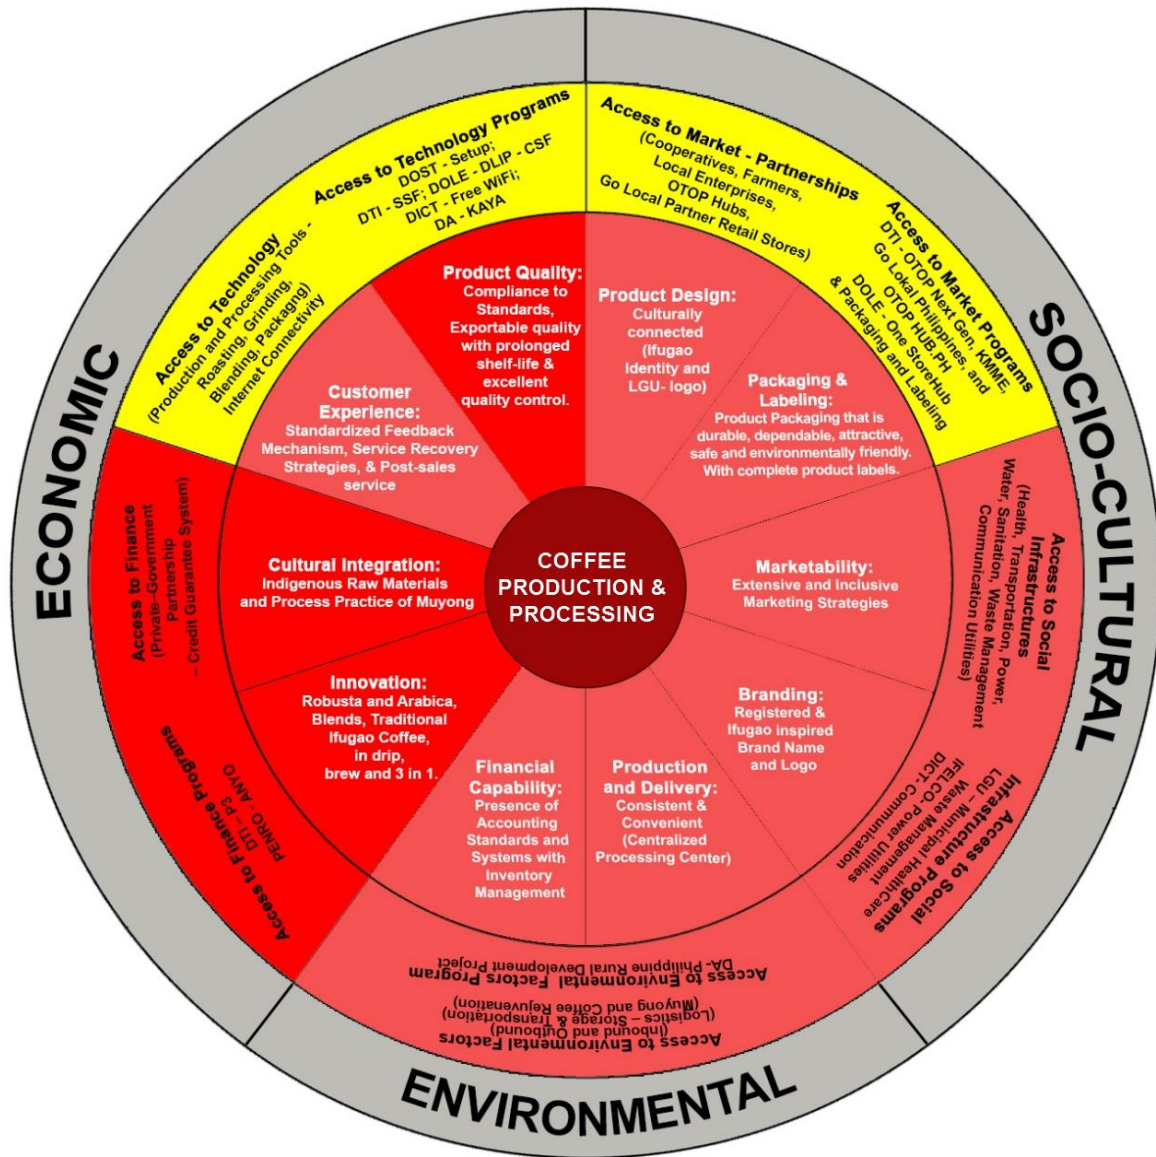 ECONOMIC
SOCIO-CULTURAL
ENVIRONMENTAL
Access to Technology Programs
DOST - Setup;
DTI - SSF; DOLE - DLIP - CSF
DICT - Free WiFi;
DA - KAYA
Access to Technology
(Production and Processing Tools -
Roasting, Grinding,
Blending, Packagng)
Internet Connectivity
Access to Market - Partnerships
(Cooperatives, Farmers,
Local Enterprises,
OTOP Hubs,
Go Local Partner Retail Stores)
Access to Market Programs
DTI - OTOP Next Gen, KMME,
Go Lokal Philippines, and
OTOP HUB.PH
DOLE - One StoreHub
& Packaging and Labeling
Access to Social
Infrastructures
(Health, Transportation, Power,
Water, Sanitation, Waste Management
Communication Utilities)
Access to Social
Infrastructure Programs
LGU – Municipal HealthCare
Waste Management
IFELCO-Power Utilities
DICT- Communication
Access to Environmental Factors
(Inbound and Outbound)
(Logistics – Storage & Transportation)
(Muyong and Coffee Rejuvenation)
Access to Environmental Factors Program
DA- Philippine Rural Development Project
Access to Finance Programs
DTI – P3
PENRO - ANYO
Access to Finance
(Private–Government
Partnership
– Credit Guarantee System)
Product Quality:
Compliance to
Standards,
Exportable quality
with prolonged
shelf-life &
excellent
quality control.
Product Design:
Culturally
connected
(Ifugao
Identity and
LGU- logo)
Packaging &
Labeling:
Product Packaging that is
durable, dependable, attractive,
safe and environmentally friendly.
With complete product labels.
Marketability:
Extensive and Inclusive
Marketing Strategies
Branding:
Registered &
Ifugao inspired
Brand Name
and Logo
Production
and Delivery:
Consistent &
Convenient
(Centralized
Processing Center)
Financial
Capability:
Presence of
Accounting
Standards and
Systems with
Inventory
Management
Innovation:
Robusta and Arabica,
Blends, Traditional
Ifugao Coffee,
in drip,
brew and 3 in 1.
Cultural Integration:
Indigenous Raw Materials
and Process Practice of Muyong
Customer
Experience:
Standardized Feedback
Mechanism, Service Recovery
Strategies, & Post-sales
service
COFFEE
PRODUCTION &
PROCESSING